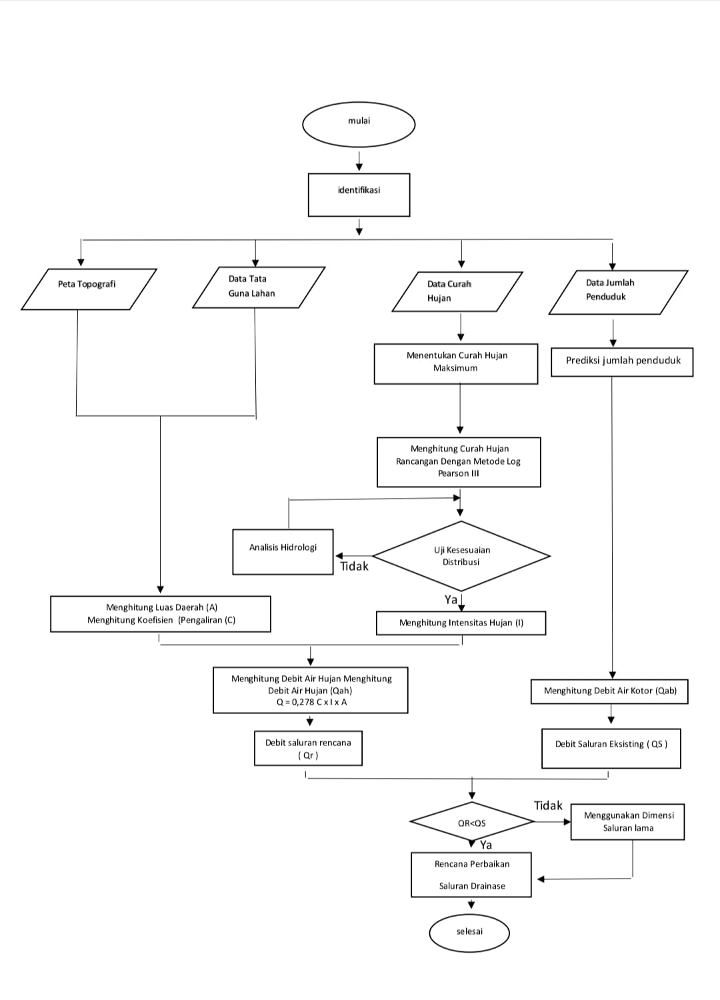 mulai
identifikasi
Peta Topografi
Data Tata
Guna Lahan
Data Curah
Hujan
Data Jumlah
Penduduk
Menentukan Curah Hujan
Maksimum
Prediksi jumlah penduduk
Menghitung Curah Hujan
Rancangan Dengan Metode Log
Pearson III
Analisis Hidrologi
Tidak
Uji Kesesuaian
Distribusi
Ya
Menghitung Luas Daerah (A)
Menghitung Koefisien (Pengaliran (C)
Menghitung Intensitas Hujan (I)
Menghitung Debit Air Hujan Menghitung
Debit Air Hujan (Qah)
Q = 0,278 C x I x A
Menghitung Debit Air Kotor (Qab)
Debit saluran rencana
( Qr )
Debit Saluran Eksisting ( QS )
QR<QS
Tidak
Menggunakan Dimensi
Saluran lama
Ya
Rencana Perbaikan
Saluran Drainase
selesai